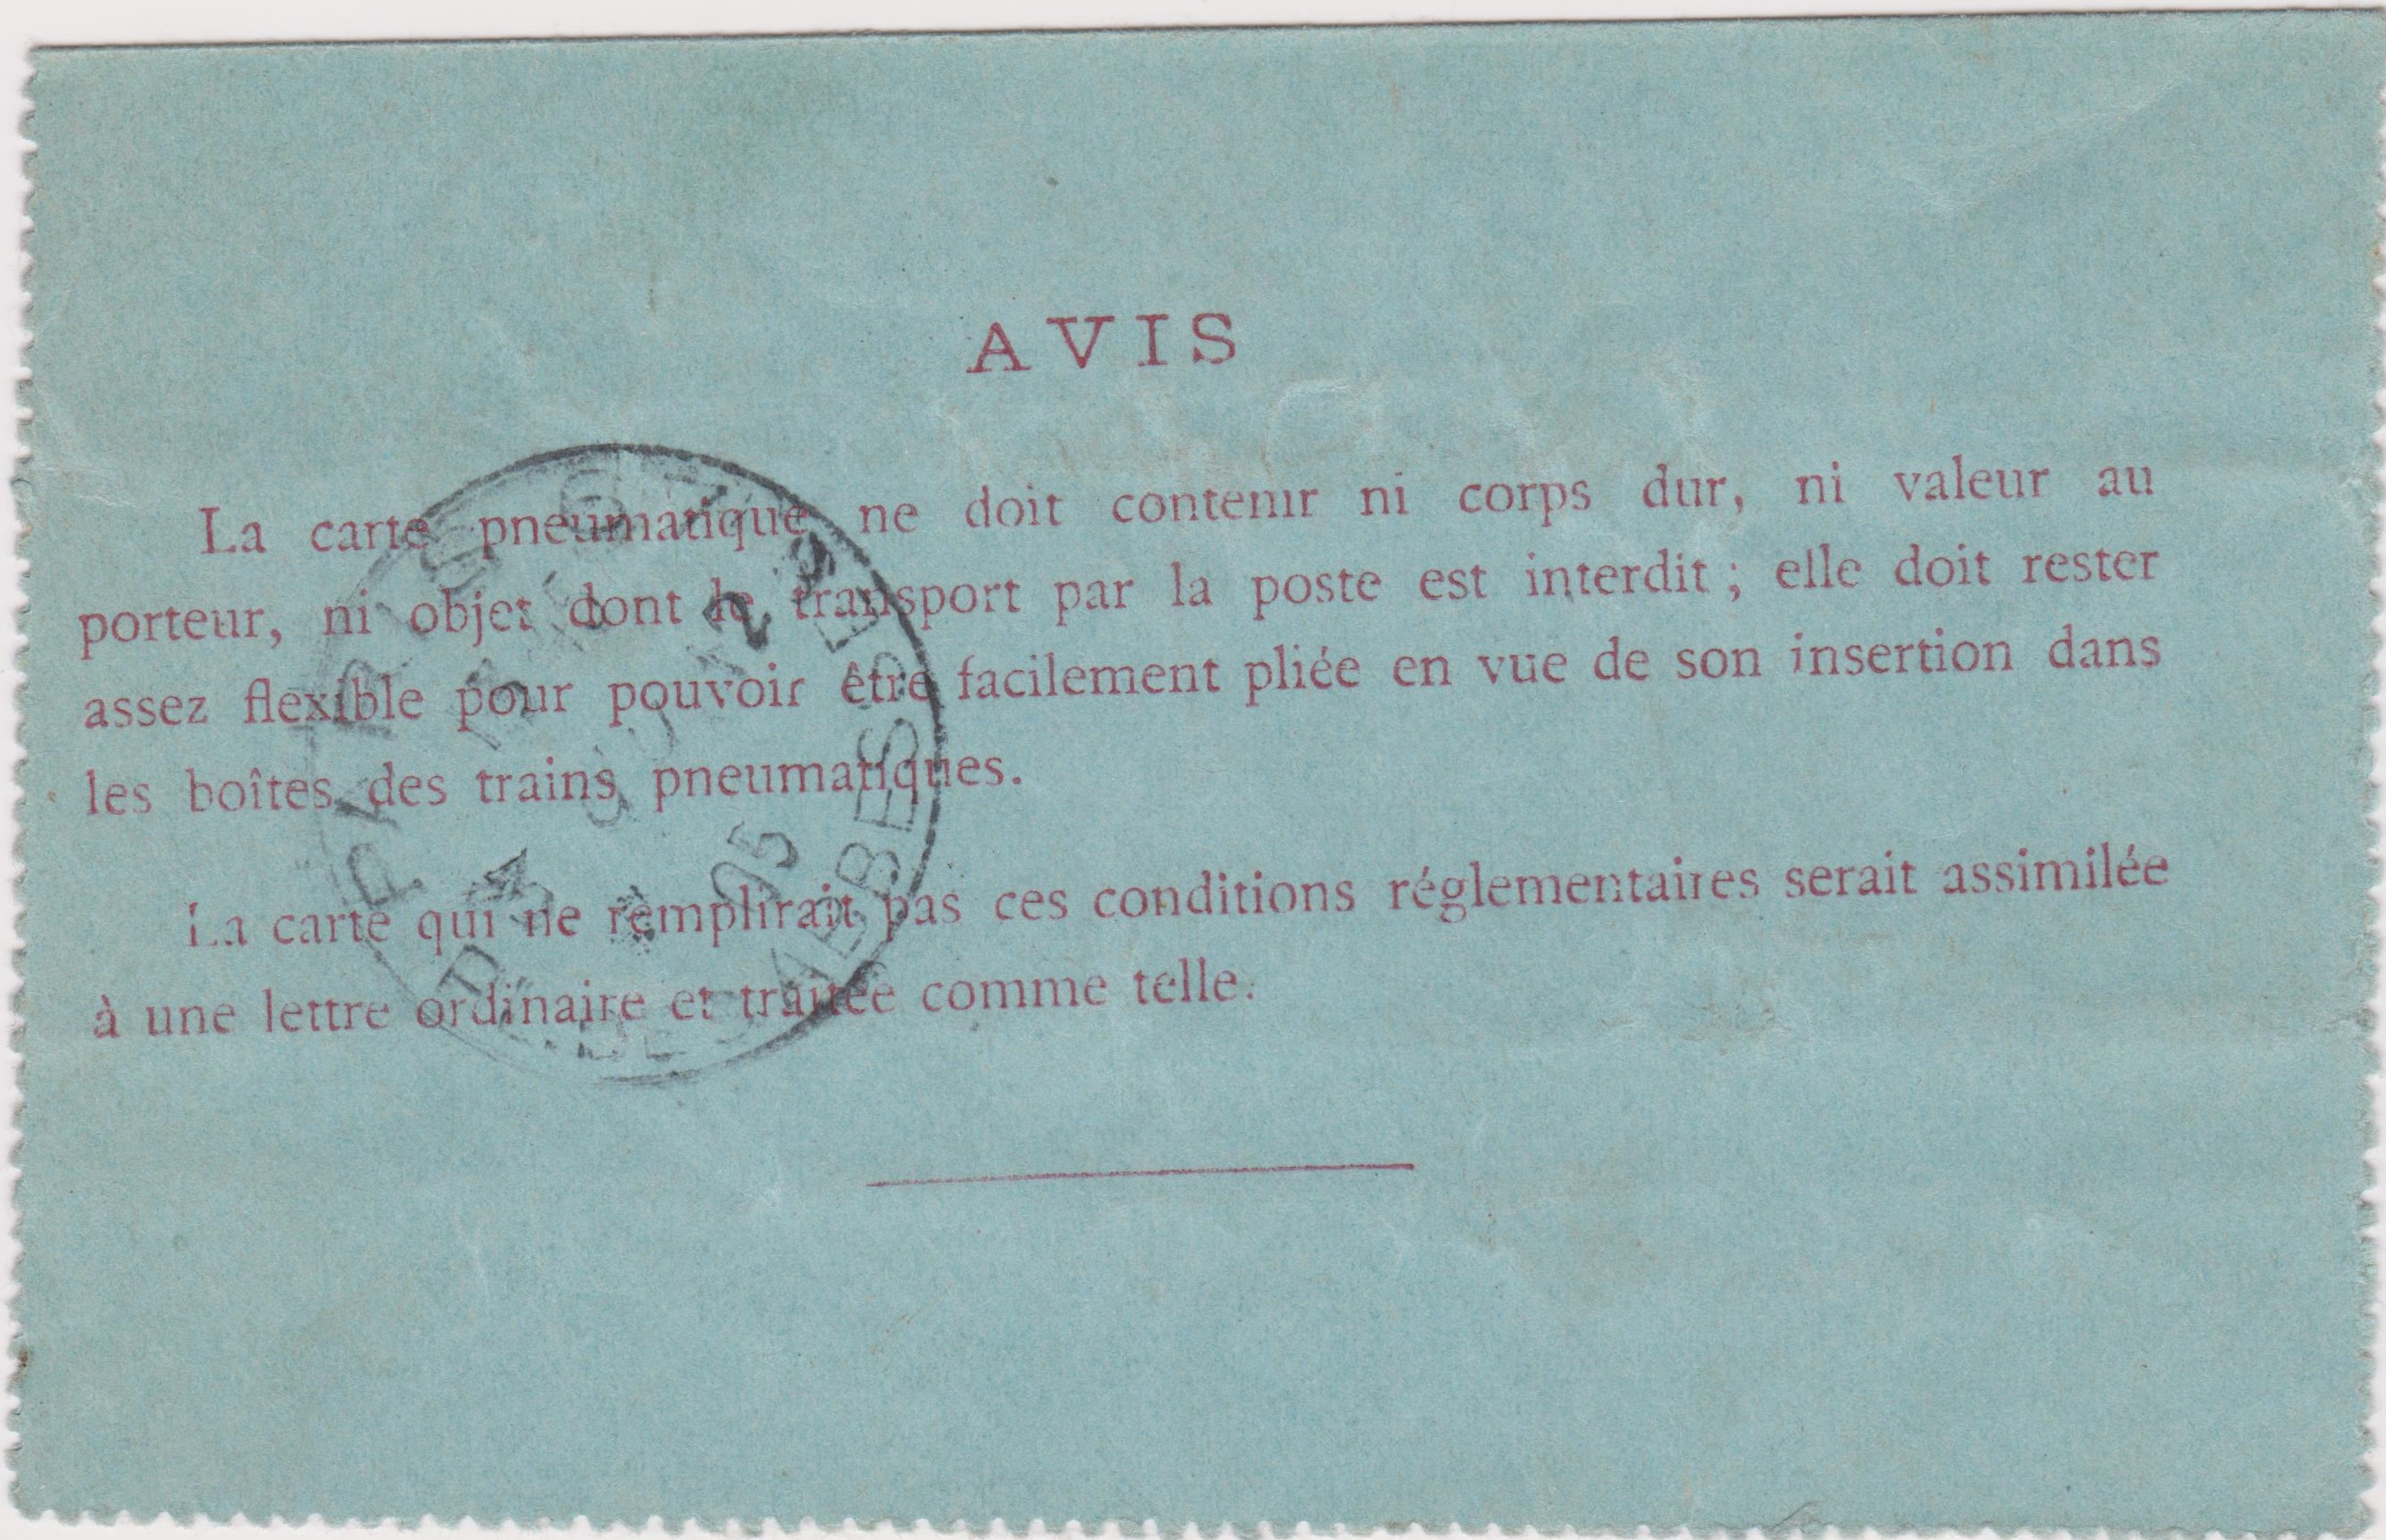 AVIS
La carte pneumatique ne doit contenir ni corps dur, ni valeur au
porteur, ni objet dont le transport par la poste est interdit ; elle doit rester
assez flexible pour pouvoir être facilement pliée en vue de son insertion dans
les boîtes des trains pneumatiques.
La carte qui ne remplirait pas ces conditions réglementaires serait assimilée
à une lettre ordinaire et traitée comme telle.
PARIS
05